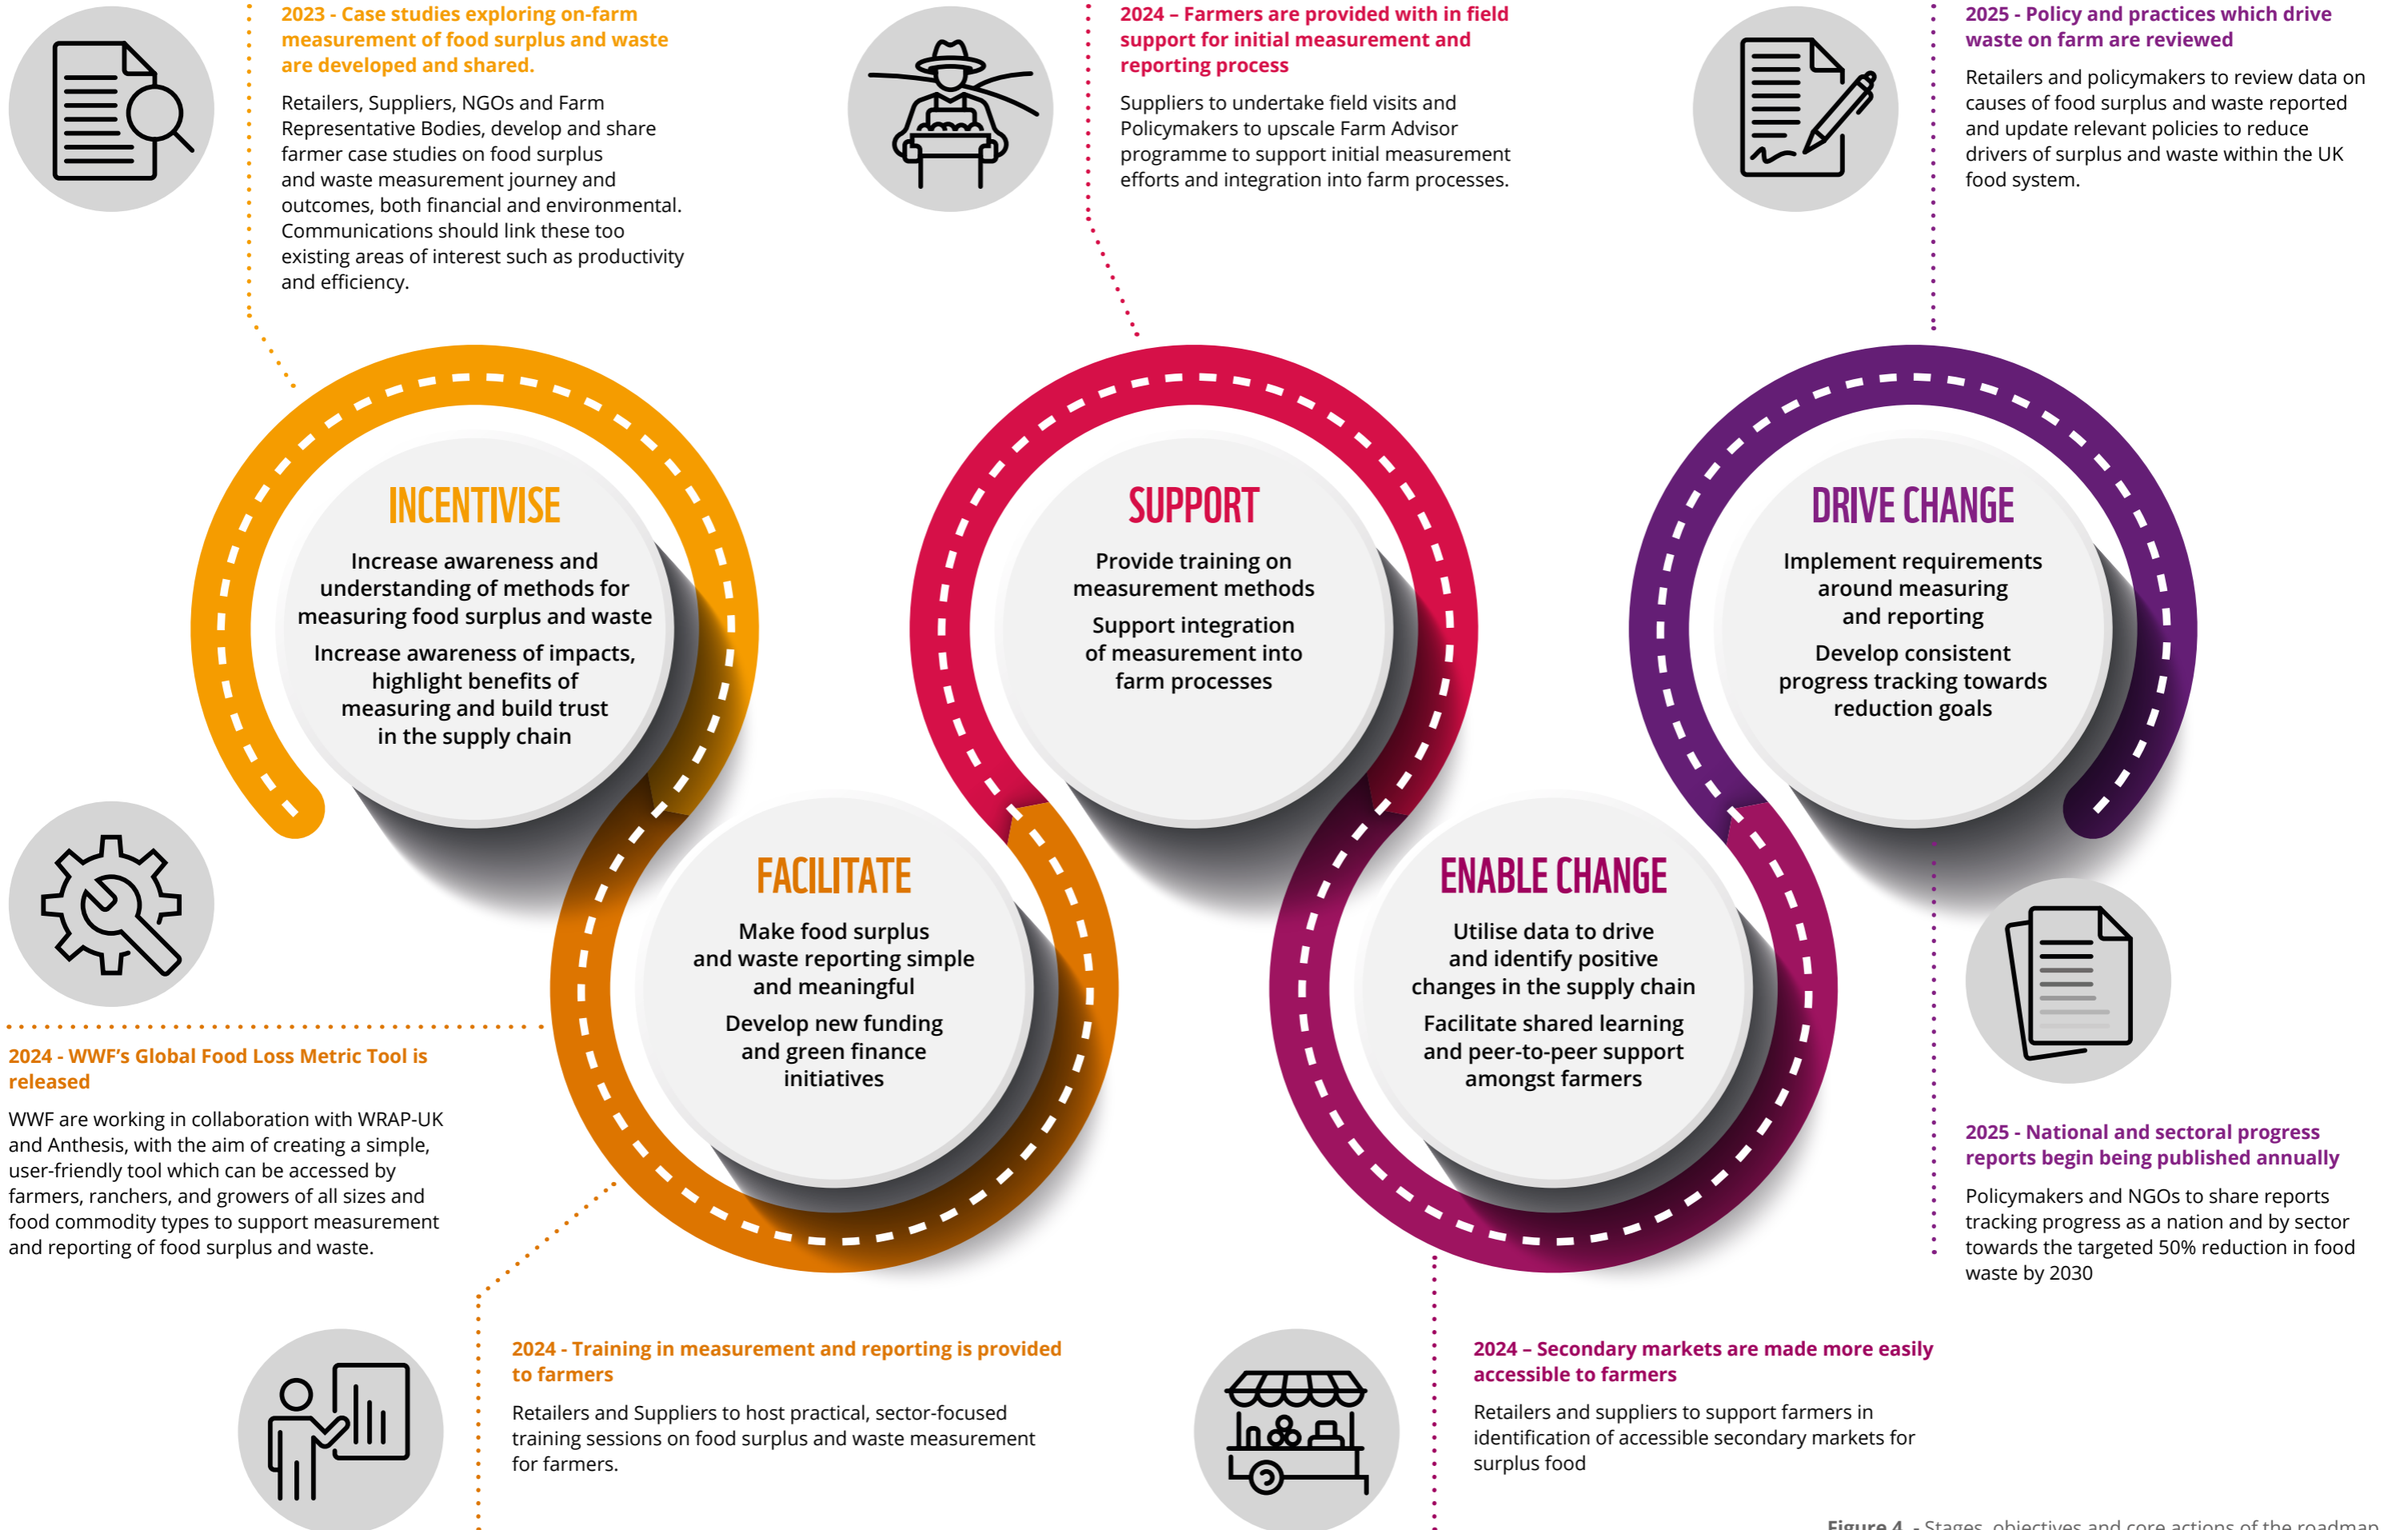 2023 - Case studies exploring on-farm
measurement of food surplus and waste
are developed and shared.
Retailers, Suppliers, NGOs and Farm
Representative Bodies, develop and share
farmer case studies on food surplus
and waste measurement journey and
outcomes, both financial and environmental.
Communications should link these too
existing areas of interest such as productivity
and efficiency.
2024 – Farmers are provided with in field
support for initial measurement and
reporting process
Suppliers to undertake field visits and
Policymakers to upscale Farm Advisor
programme to support initial measurement
efforts and integration into farm processes.
2025 - Policy and practices which drive
waste on farm are reviewed
Retailers and policymakers to review data on
causes of food surplus and waste reported
and update relevant policies to reduce
drivers of surplus and waste within the UK
food system.
INCENTIVISE
Increase awareness and
understanding of methods for
measuring food surplus and waste
Increase awareness of impacts,
highlight benefits of
measuring and build trust
in the supply chain
SUPPORT
Provide training on
measurement methods
Support integration
of measurement into
farm processes
DRIVE CHANGE
Implement requirements
around measuring
and reporting
Develop consistent
progress tracking towards
reduction goals
FACILITATE
Make food surplus
and waste reporting simple
and meaningful
Develop new funding
and green finance
initiatives
ENABLE CHANGE
Utilise data to drive
and identify positive
changes in the supply chain
Facilitate shared learning
and peer-to-peer support
amongst farmers
2024 - WWF's Global Food Loss Metric Tool is
released
WWF are working in collaboration with WRAP-UK
and Anthesis, with the aim of creating a simple,
user-friendly tool which can be accessed by
farmers, ranchers, and growers of all sizes and
food commodity types to support measurement
and reporting of food surplus and waste.
2025 - National and sectoral progress
reports begin being published annually
Policymakers and NGOs to share reports
tracking progress as a nation and by sector
towards the targeted 50% reduction in food
waste by 2030
2024 - Training in measurement and reporting is provided
to farmers
Retailers and Suppliers to host practical, sector-focused
training sessions on food surplus and waste measurement
for farmers.
2024 – Secondary markets are made more easily
accessible to farmers
Retailers and suppliers to support farmers in
identification of accessible secondary markets for
surplus food
Figure 4. - Stages, objectives and core actions of the roadmap